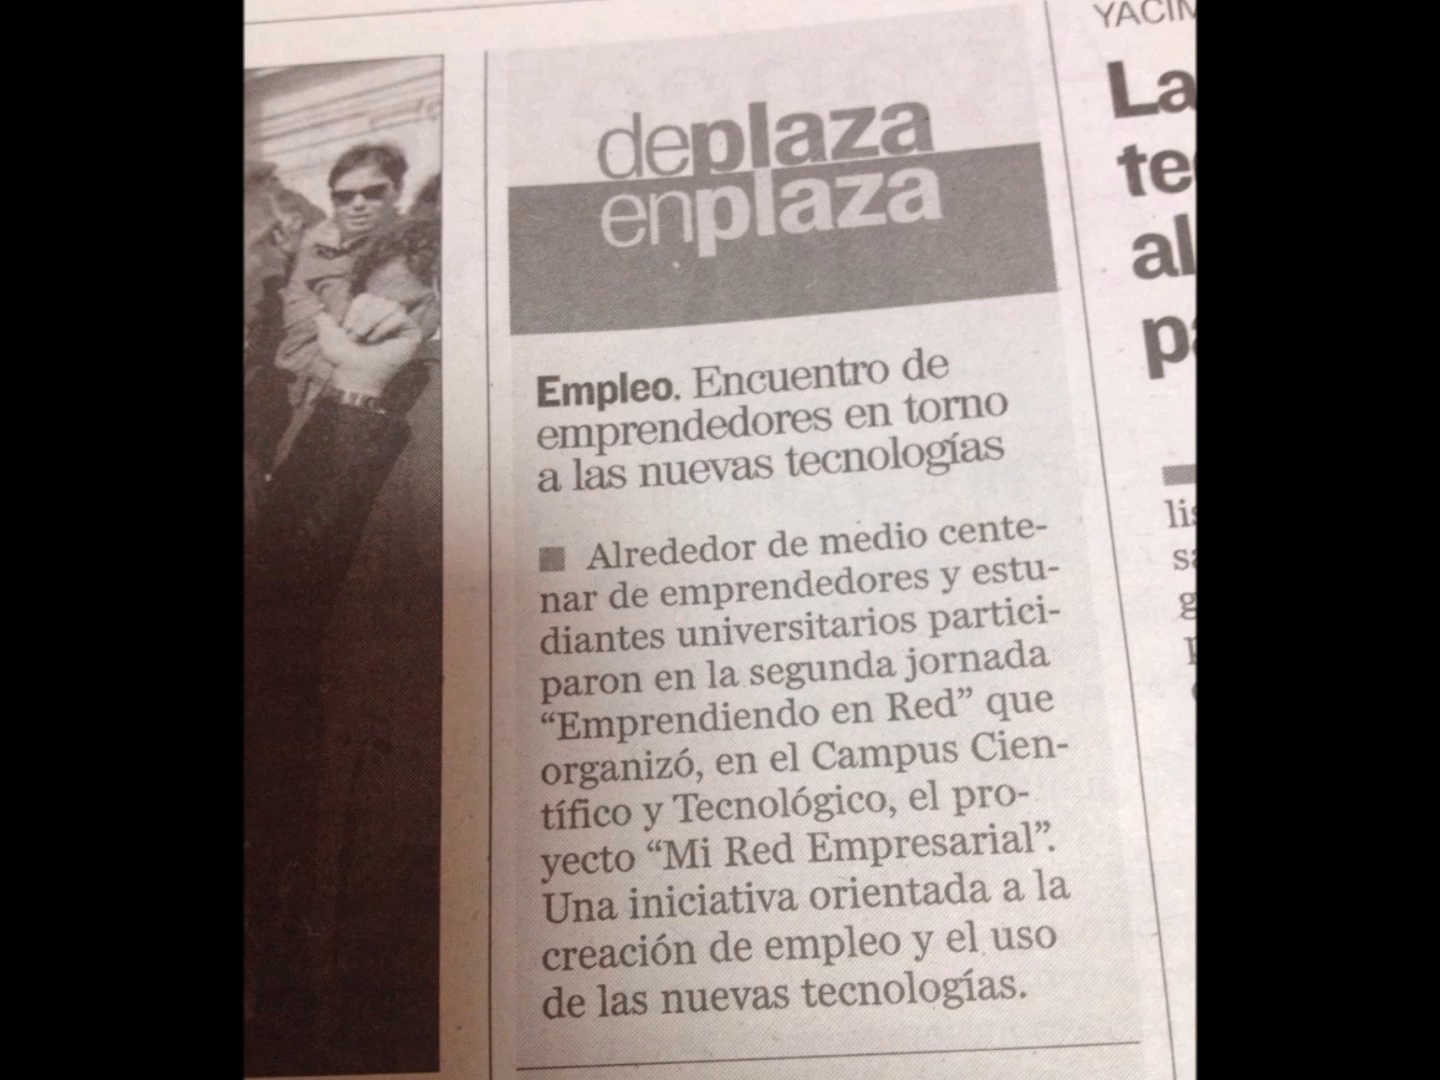 deplaza
enplaza
Empleo. Encuentro de
emprendedores en torno
a las nuevas tecnologías
Alrededor de medio cente-
nar de emprendedores y estu-
diantes universitarios partici-
paron en la segunda jornada
“Emprendiendo en Red” que
organizó, en el Campus Cien-
tífico y Tecnológico, el pro-
yecto “Mi Red Empresarial”.
Una iniciativa orientada a la
creación de empleo y el uso
de las nuevas tecnologías.
La
al